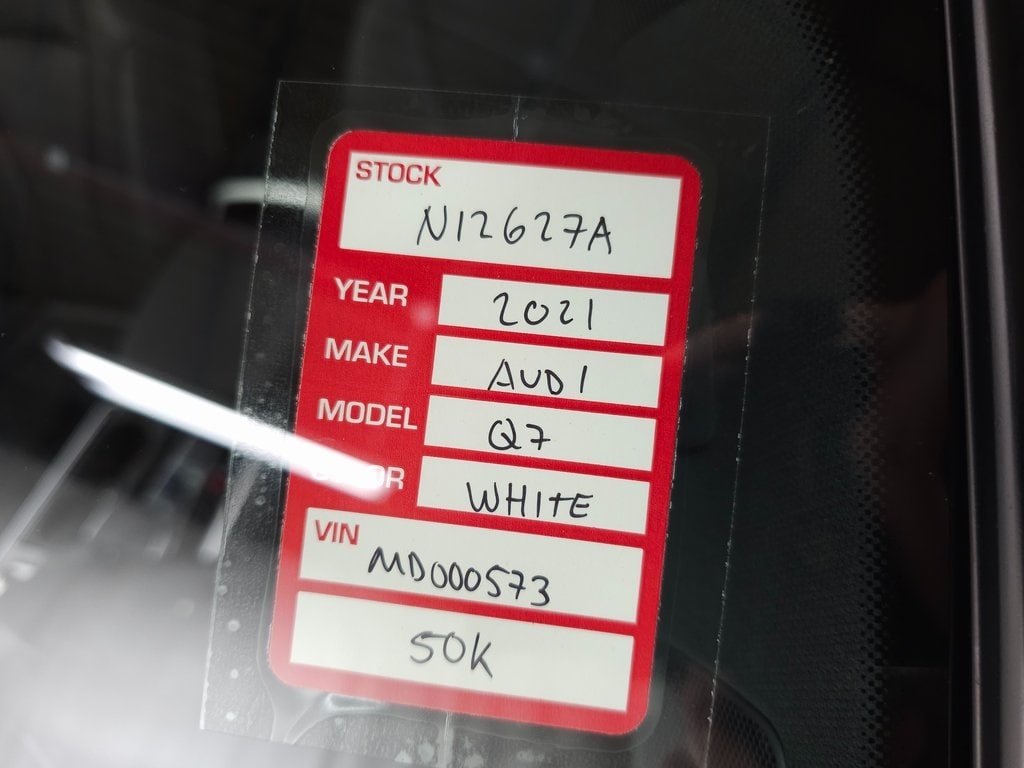 STOCK
N12627A
YEAR 2021
MAKE AUDI
MODEL Q7
WHITE
VIN
MD000573
50K